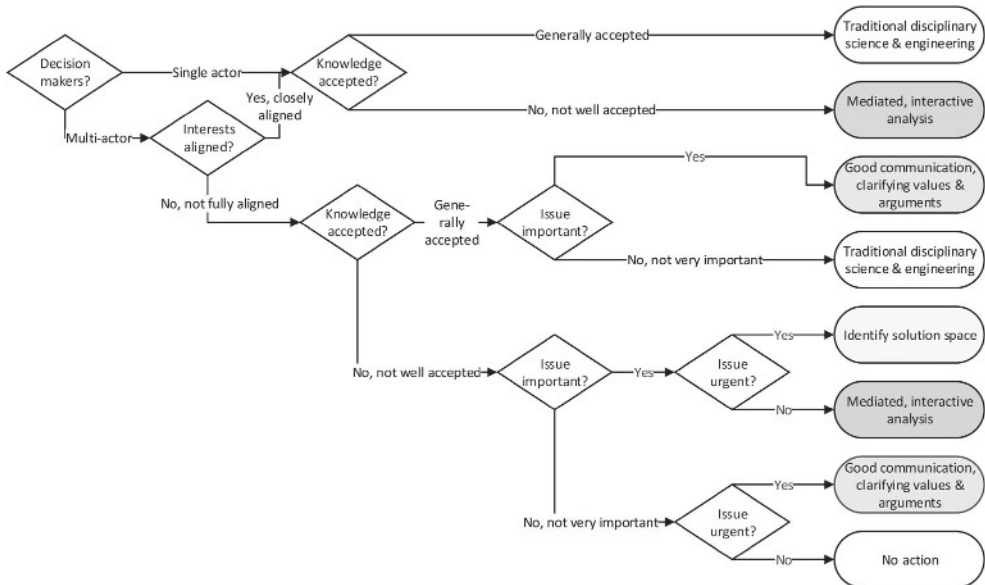 Decision
makers?
Single actor
Multi-actor
Interests
aligned?
Yes, closely
aligned
Knowledge
accepted?
Generally accepted
Traditional disciplinary
science & engineering
No, not well accepted
Mediated, interactive
analysis
No, not fully aligned
Knowledge
accepted?
Gene-
rally
accepted
Issue
important?
Yes
Good communication,
clarifying values &
arguments
No, not very important
Traditional disciplinary
science & engineering
No, not well accepted
Issue
important?
Yes
Issue
urgent?
Yes
Identify solution space
No
Mediated, interactive
analysis
No, not very important
Issue
urgent?
Yes
Good communication,
clarifying values &
arguments
No
No action